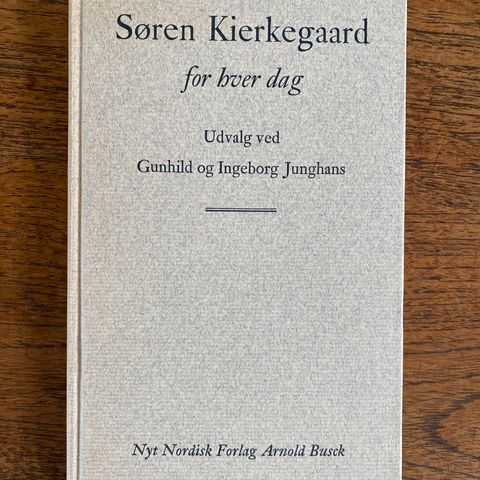 Søren Kierkegaard
for hver dag
Udvalg ved
Gunhild og Ingeborg Junghans
Nyt Nordisk Forlag Arnold Busck